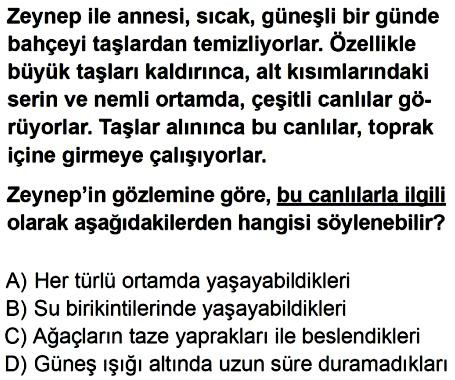 Zeynep ile annesi, sıcak, güneşli bir günde
bahçeyi taşlardan temizliyorlar. Özellikle
büyük taşları kaldırınca, alt kısımlarındaki
serin ve nemli ortamda, çeşitli canlılar gö-
rüyorlar. Taşlar alınınca bu canlılar, toprak
içine girmeye çalışıyorlar.
Zeynep’in gözlemine göre, bu canlılarla ilgili
olarak aşağıdakilerden hangisi söylenebilir?
A) Her türlü ortamda yaşayabildikleri
B) Su birikintilerinde yaşayabildikleri
C) Ağaçların taze yaprakları ile beslendikleri
D) Güneş ışığı altında uzun süre duramadıkları